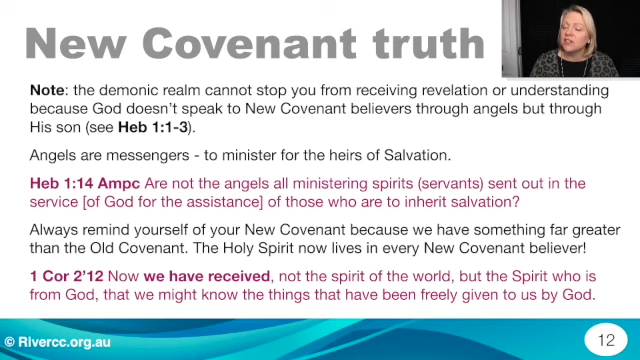 New Covenant truth
Note: the demonic realm cannot stop you from receiving revelation or understanding
because God doesn't speak to New Covenant believers through angels but through
His son (see Heb 1:1-3).
Angels are messengers - to minister for the heirs of Salvation.
Heb 1:14 Ampc Are not the angels all ministering spirits (servants) sent out in the
service [of God for the assistance] of those who are to inherit salvation?
Always remind yourself of your New Covenant because we have something far greater
than the Old Covenant. The Holy Spirit now lives in every New Covenant believer!
1 Cor 2'12 Now we have received, not the spirit of the world, but the Spirit who is
from God, that we might know the things that have been freely given to us by God.
© Rivercc.org.au
12